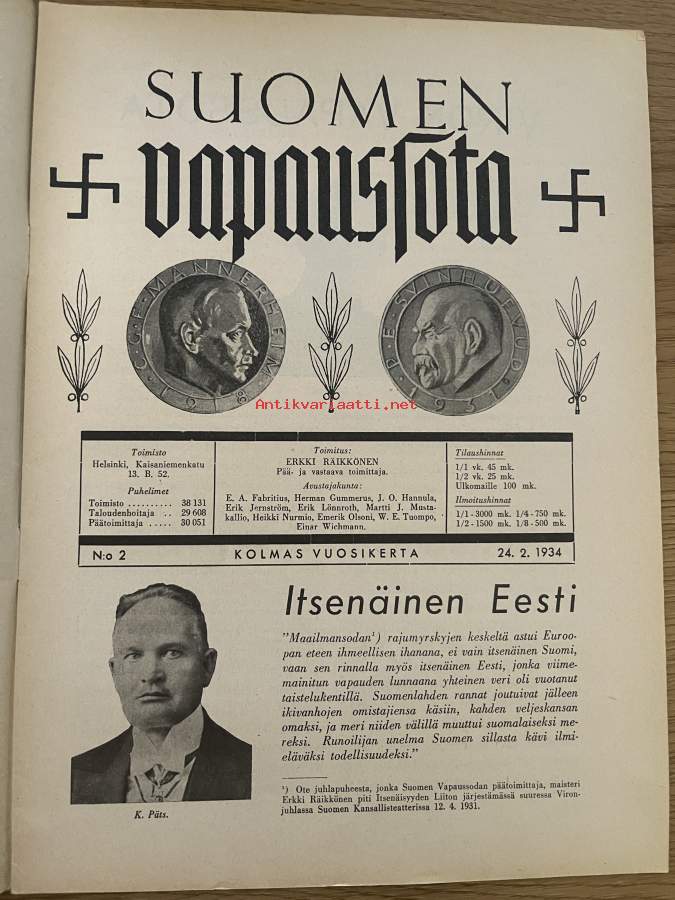 SUOMEN
vapaussota
C·G·E·MANNERHEIM·
1918
·P·E·SVINHUFVUD·
1931
Antikvariaatti.net
Toimisto
Helsinki, Kaisaniemenkatu
13. B. 52.
Puhelimet
Toimisto ..... 38 131
Taloudenhoitaja .. 29 608
Päätoimittaja .... 30 051
Toimitus:
ERKKI RÄIKKÖNEN
Pää- ja vastaava toimittaja.
Avustajakunta:
E. A. Fabritius, Herman Gummerus, J. O. Hannula,
Erik Jernström, Erik Lönnroth, Martti J. Musta-
kallio, Heikki Nurmio, Emerik Olsoni, W. E. Tuompo,
Einar Wichmann.
Tilaushinnat
1/1 vk. 45 mk.
1/2 vk. 25 mk.
Ulkomaille 100 mk.
Ilmoitushinnat
1/1 - 3000 mk. 1/4 - 750 mk.
1/2 - 1500 mk. 1/8 - 500 mk.
N:o 2 KOLMAS VUOSIKERTA 24. 2. 1934
Itsenäinen Eesti
"Maailmansodan¹) rajumyrskyjen keskeltä astui Euroo-
pan eteen ihmeellisen ihanana, ei vain itsenäinen Suomi,
vaan sen rinnalla myös itsenäinen Eesti, jonka viime-
mainitun vapauden lunnaana yhteinen veri oli vuotanut
taistelukentillä. Suomenlahden rannat joutuivat jälleen
ikivanhojen omistajiensa käsiin, kahden veljeskansan
omaksi, ja meri niiden välillä muuttui suomalaiseksi me-
reksi. Runoilijan unelma Suomen sillasta kävi ilmi-
eläväksi todellisuudeksi."
¹) Ote juhlapuheesta, jonka Suomen Vapaussodan päätoimittaja, maisteri
Erkki Räikkönen piti Itsenäisyyden Liiton järjestämässä suuressa Viron-
juhlassa Suomen Kansallisteatterissa 12. 4. 1931.
K. Päts.